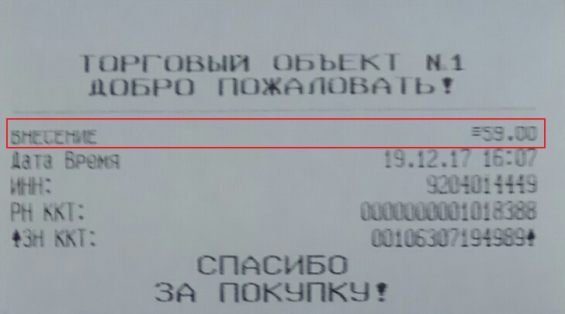 ТОРГОВЫЙ ОБЪЕКТ №1
ДОБРО ПОЖАЛОВАТЬ!
ВНЕСЕНИЕ ≡59.00
Дата Время 19.12.17 16:07
ИНН: 9204014449
РН ККТ: 0000000001018388
♠ЗН ККТ: 00106307194989♠
СПАСИБО
ЗА ПОКУПКУ!